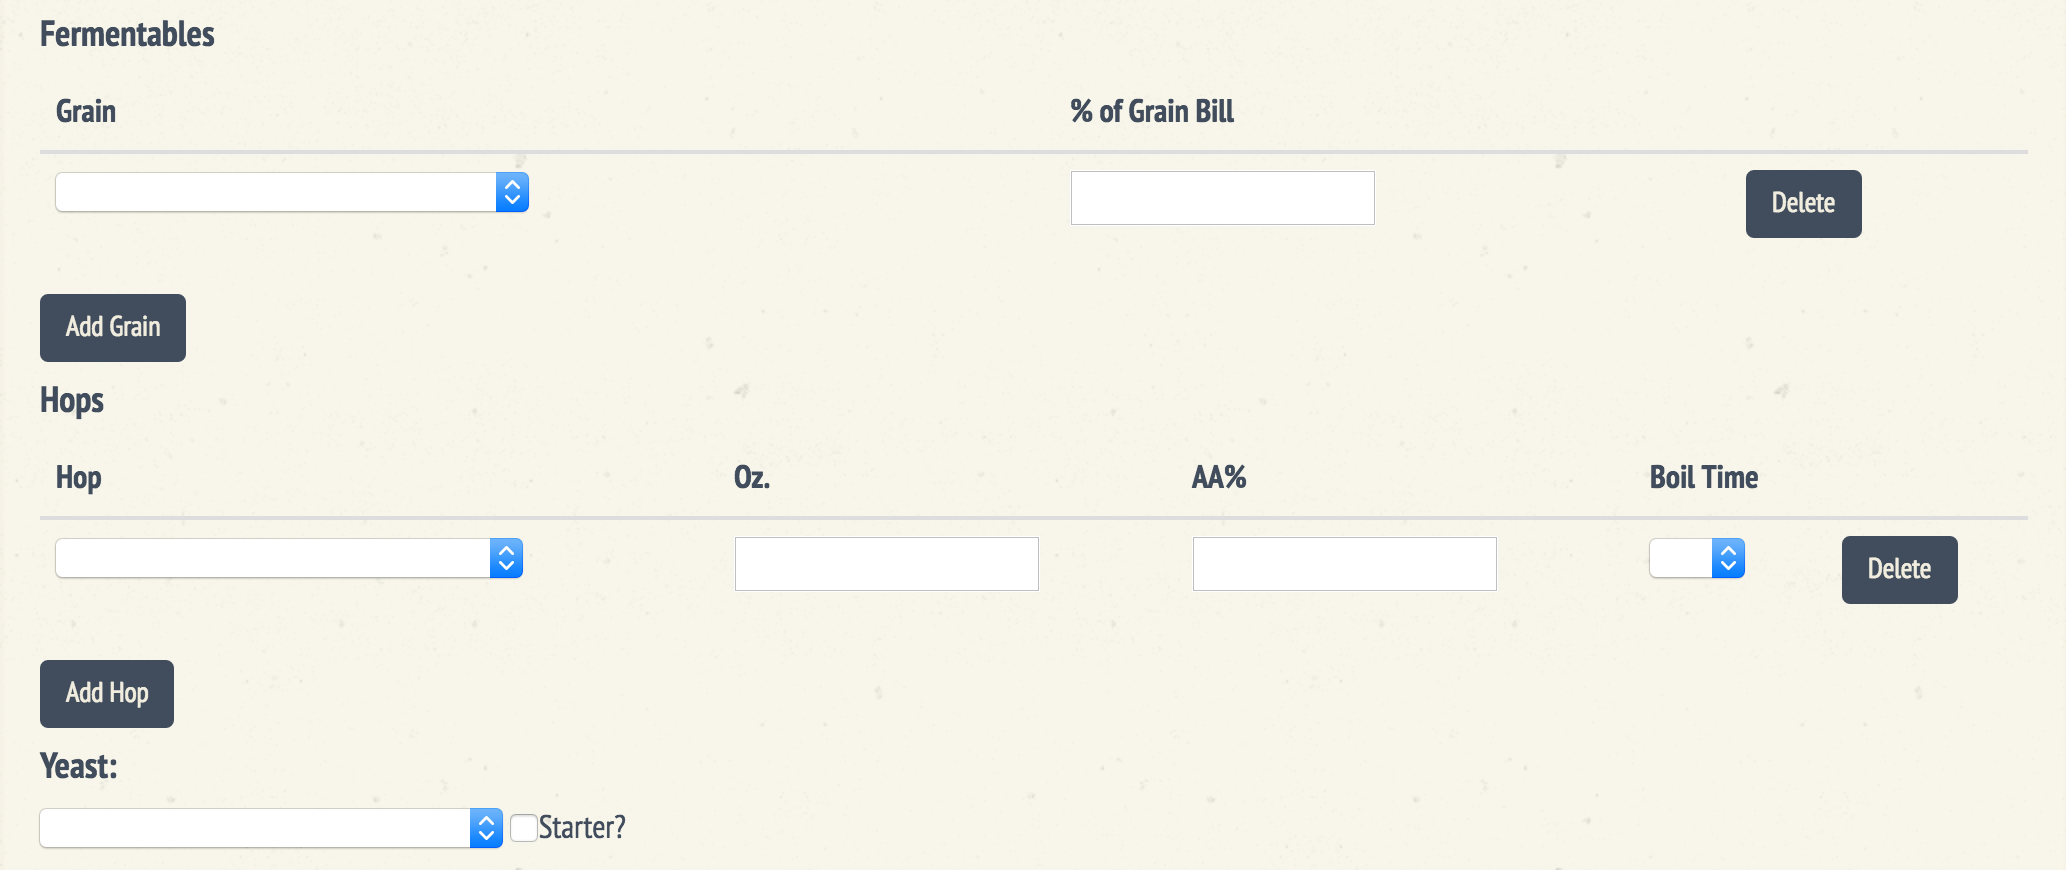 Fermentables
Grain % of Grain Bill
Delete
Add Grain
Hops
Hop Oz. AA% Boil Time
Delete
Add Hop
Yeast:
Starter?